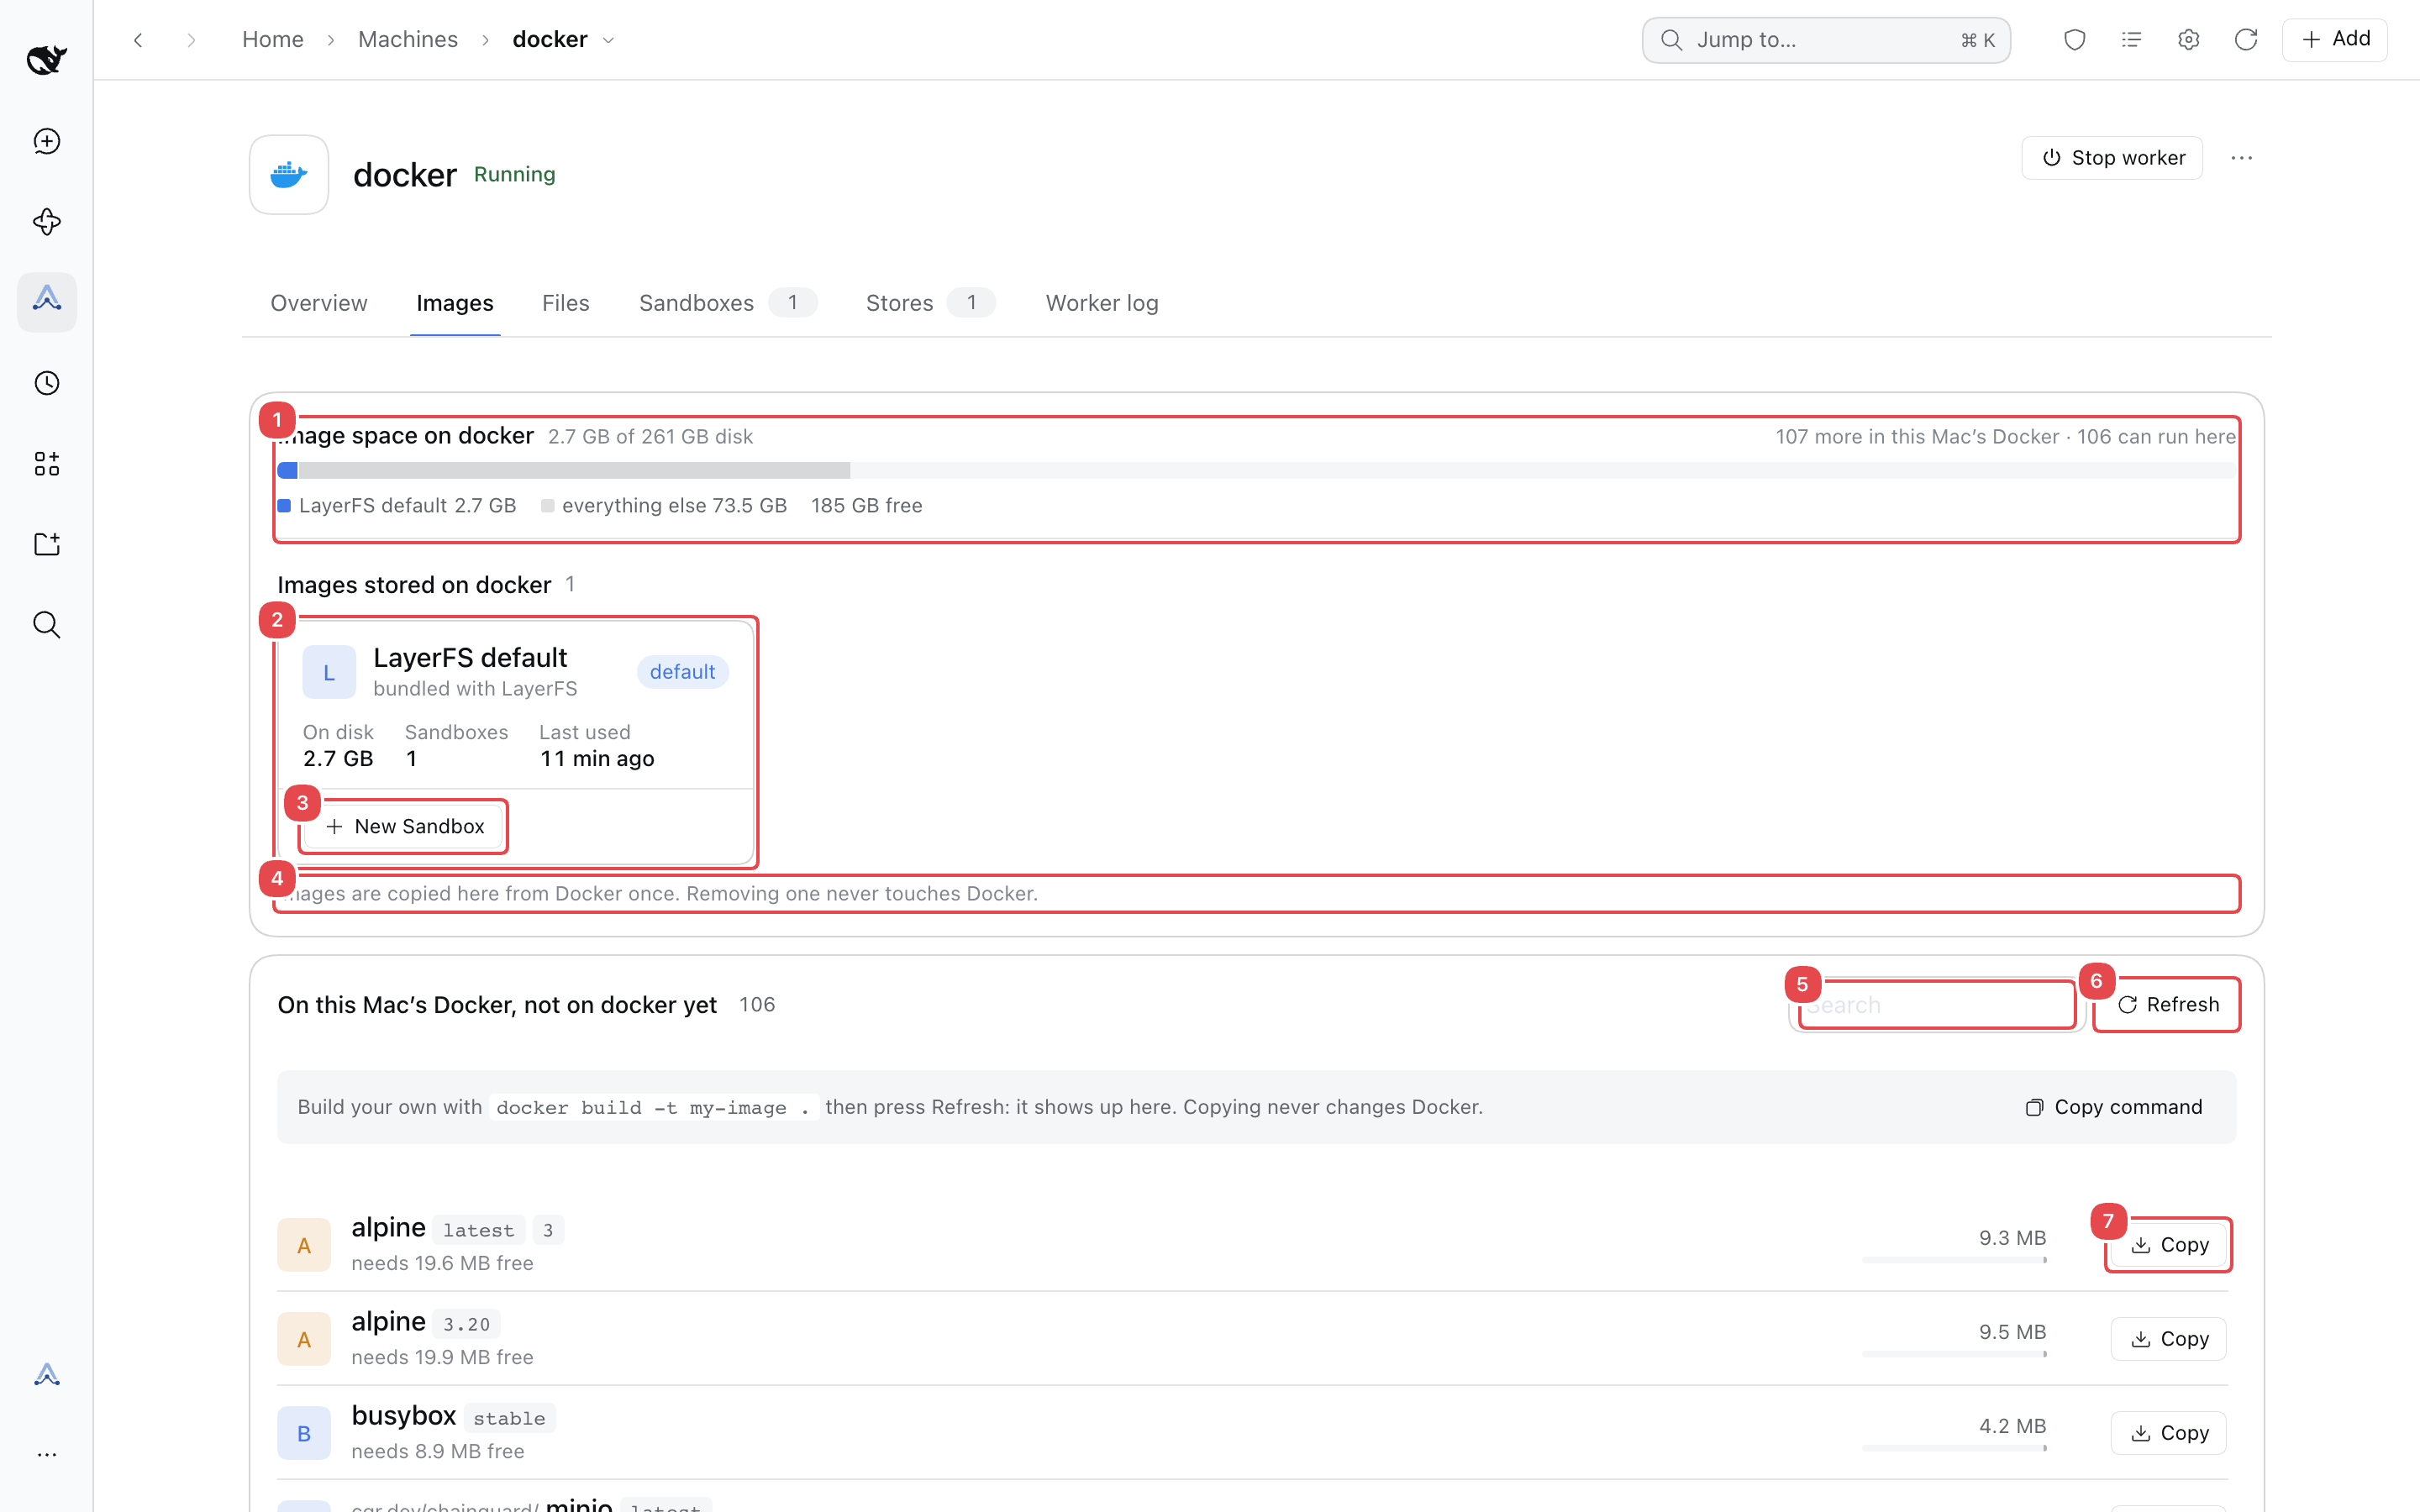 Home > Machines > docker
Jump to... ⌘ K
+ Add
docker Running
Stop worker
Overview Images Files Sandboxes 1 Stores 1 Worker log
1
Image space on docker 2.7 GB of 261 GB disk 107 more in this Mac’s Docker · 106 can run here
LayerFS default 2.7 GB everything else 73.5 GB 185 GB free
Images stored on docker 1
2
L LayerFS default default
bundled with LayerFS
On disk Sandboxes Last used
2.7 GB 1 11 min ago
3
+ New Sandbox
4
Images are copied here from Docker once. Removing one never touches Docker.
On this Mac’s Docker, not on docker yet 106
5
Search
6
Refresh
Build your own with docker build -t my-image . then press Refresh: it shows up here. Copying never changes Docker. Copy command
A alpine latest 3
needs 19.6 MB free
9.3 MB
7
Copy
A alpine 3.20
needs 19.9 MB free
9.5 MB
Copy
B busybox stable
needs 8.9 MB free
4.2 MB
Copy
cgr.dev/chainguard/ minio latest